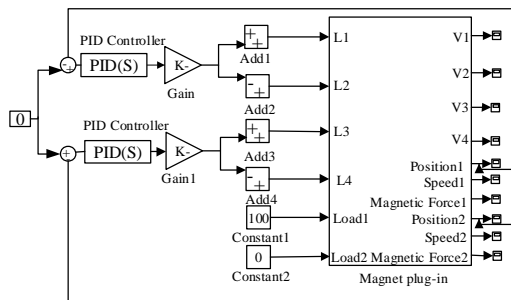 PID Controller
PID(S)
K-
Gain
- +
+ +
Add1
- +
Add2
0
PID Controller
+
PID(S)
K-
Gain1
+ +
Add3
- +
Add4
100
Constant1
0
Constant2
L1
L2
L3
L4
Load1
Load2
V1
V2
V3
V4
Position1
Speed1
Magnetic Force1
Position2
Speed2
Magnetic Force2
Magnet plug-in